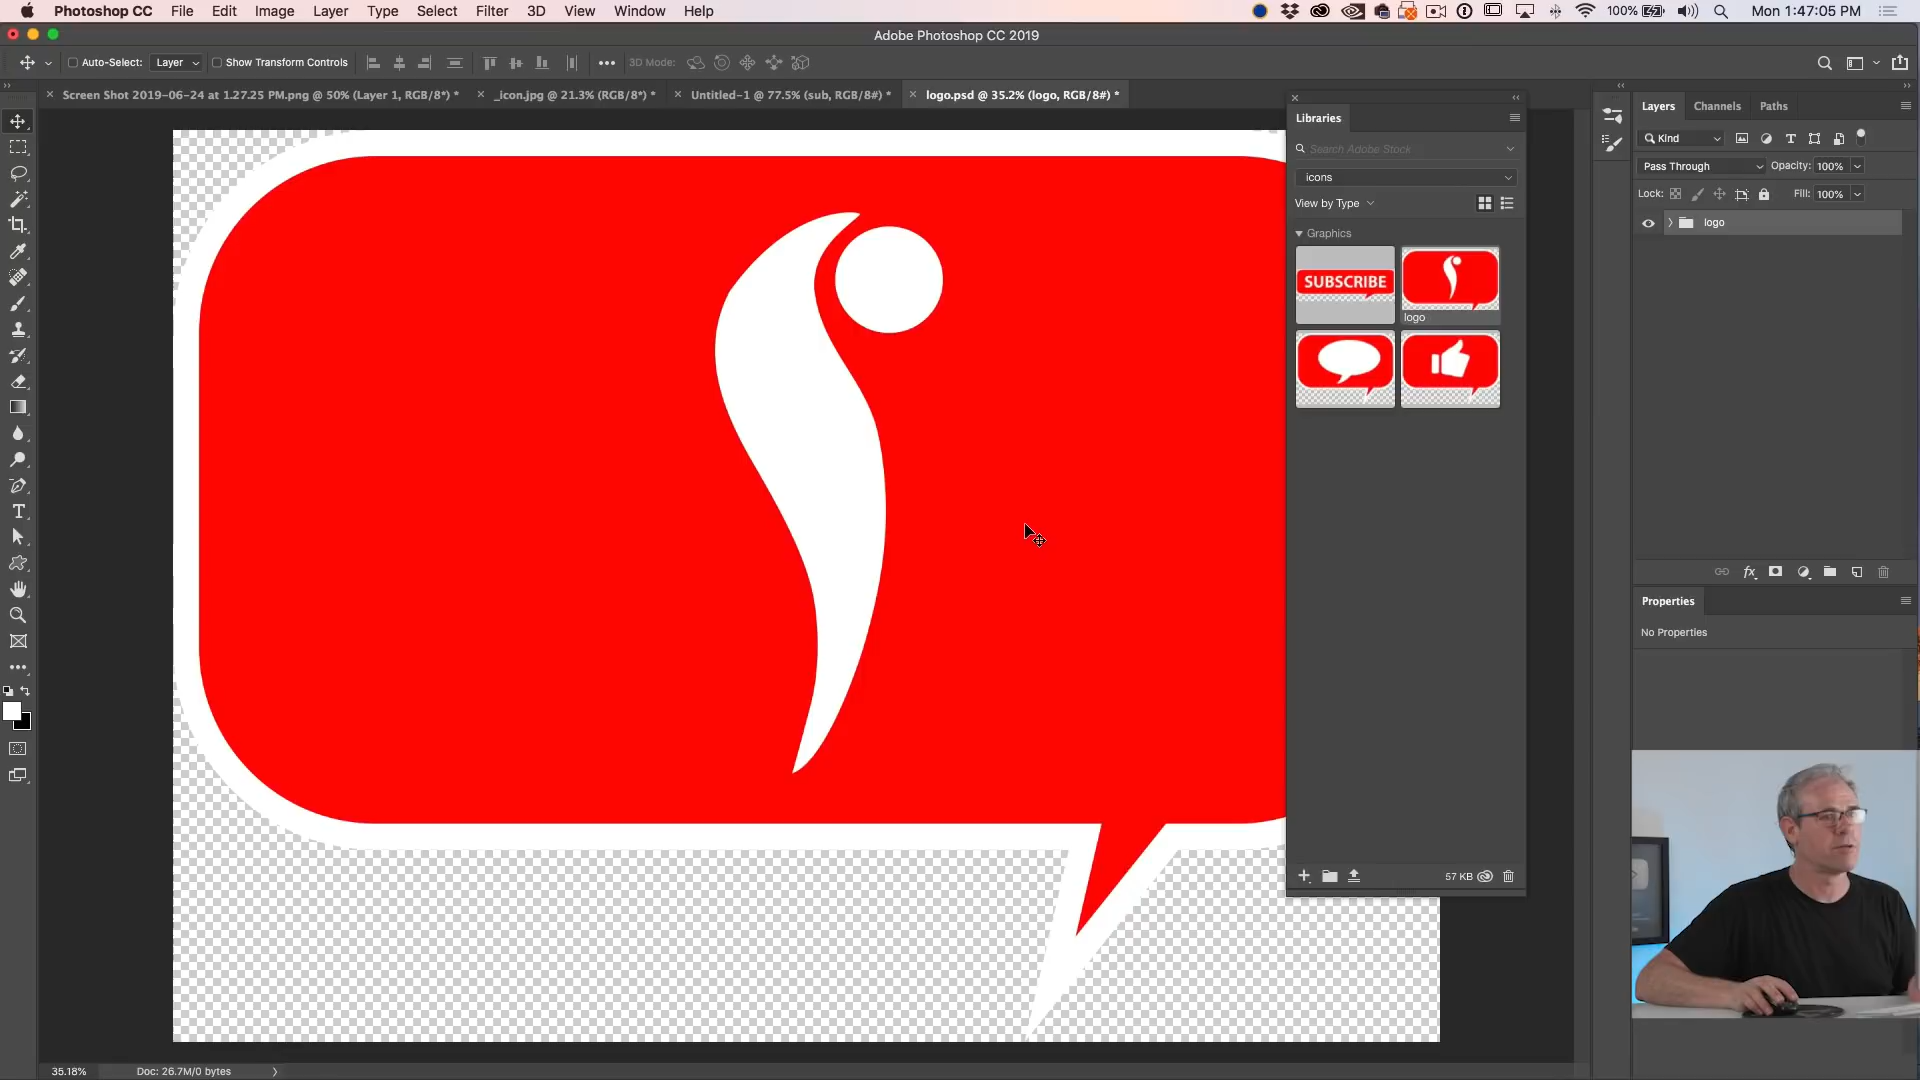 Photoshop CC File Edit Image Layer Type Select Filter 3D View Window Help 100% Mon 1:47:05 PM
Adobe Photoshop CC 2019
Auto-Select: Layer Show Transform Controls 3D Mode:
Screen Shot 2019-06-24 at 1.27.25 PM.png @ 50% (Layer 1, RGB/8*) *
_icon.jpg @ 21.3% (RGB/8*) *
Untitled-1 @ 77.5% (sub, RGB/8#) *
logo.psd @ 35.2% (logo, RGB/8#) *
Libraries
Search Adobe Stock
icons
View by Type
Graphics
SUBSCRIBE
logo
57 KB
Layers Channels Paths
Kind
Pass Through Opacity: 100%
Lock: Fill: 100%
logo
Properties
No Properties
35.18% Doc: 26.7M/0 bytes